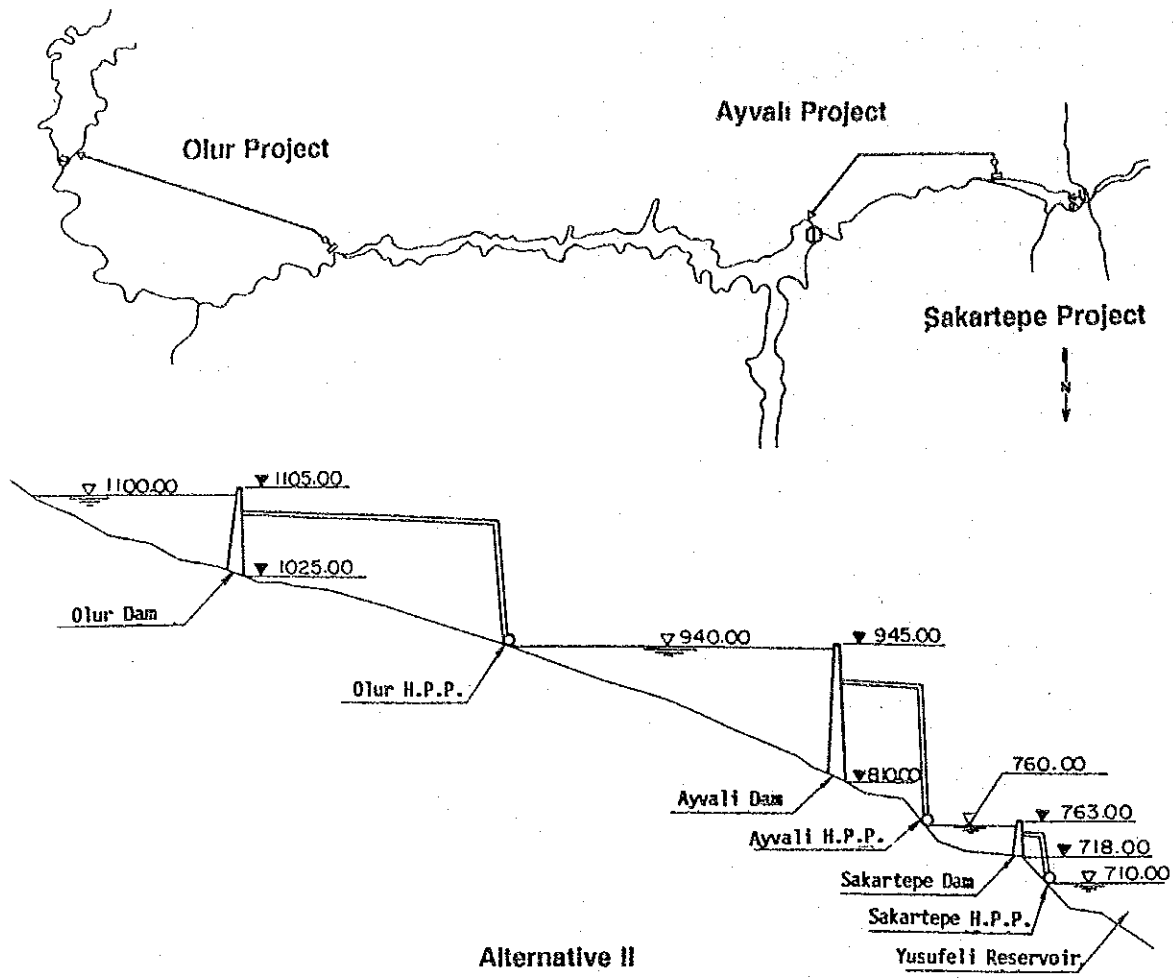 Olur Project
Ayvalı Project
Şakartepe Project
N
1100.00
1105.00
1025.00
Olur Dam
940.00
945.00
Olur H.P.P.
810.00
760.00
Ayvali Dam
763.00
Ayvali H.P.P.
718.00
Sakartepe Dam
710.00
Sakartepe H.P.P.
Alternative II
Yusufeli Reservoir